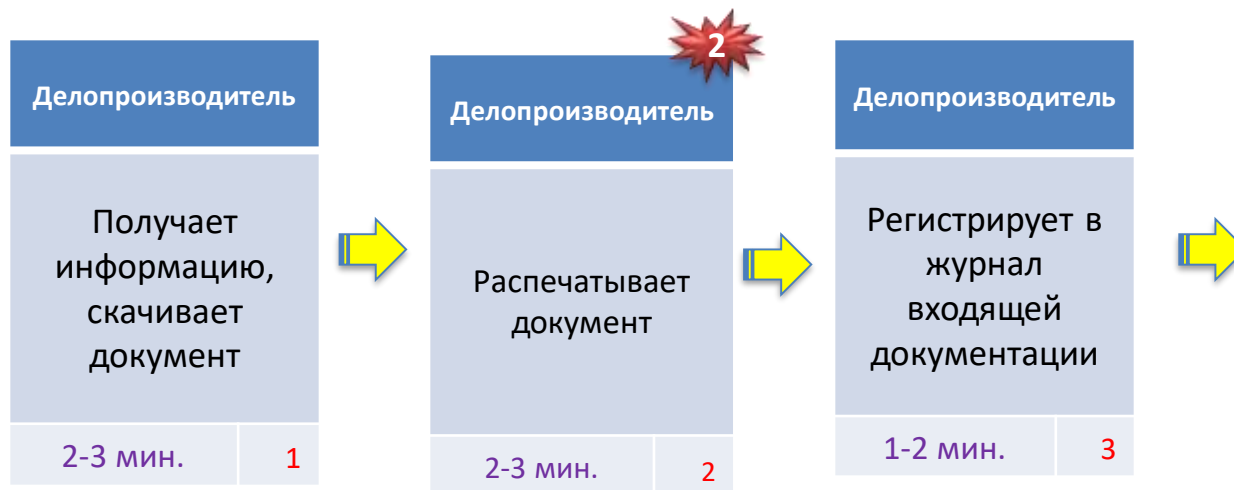 Делопроизводитель
Получает
информацию,
скачивает
документ
2-3 мин.
1
2
Делопроизводитель
Распечатывает
документ
2-3 мин.
2
Делопроизводитель
Регистрирует в
журнал
входящей
документации
1-2 мин.
3